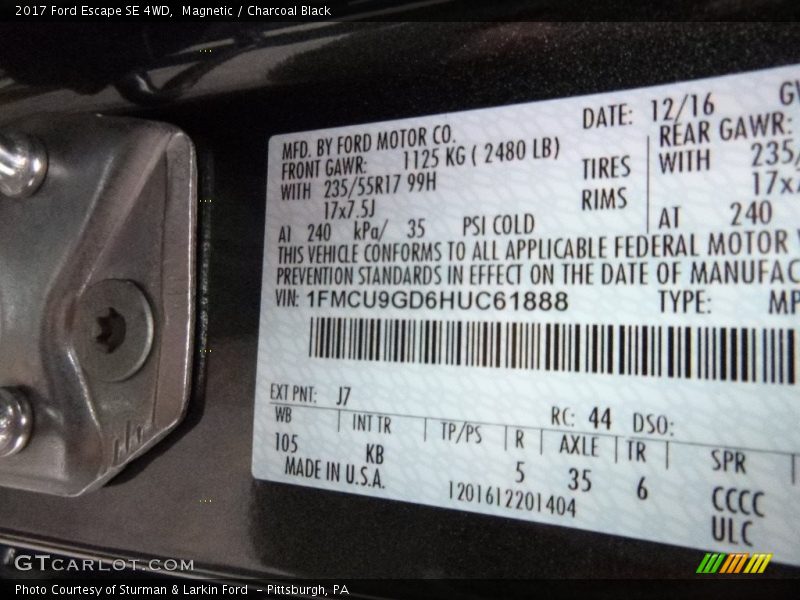 2017 Ford Escape SE 4WD, Magnetic / Charcoal Black
MFD. BY FORD MOTOR CO.
DATE: 12/16
FRONT GAWR: 1125 KG ( 2480 LB)
REAR GAWR:
WITH 235/55R17 99H
TIRES
WITH 235/
17x7.5J
RIMS
17x
AT 240 kPa/ 35 PSI COLD
AT 240
THIS VEHICLE CONFORMS TO ALL APPLICABLE FEDERAL MOTOR
PREVENTION STANDARDS IN EFFECT ON THE DATE OF MANUFAC
VIN: 1FMCU9GD6HUC61888
TYPE: MP
EXT PNT: J7
RC: 44 DSO:
WB INT TR TP/PS R AXLE TR SPR
105 KB 5 35 6 CCCC
MADE IN U.S.A.
1201612201404
ULC
GTCARLOT.COM
Photo Courtesy of Sturman & Larkin Ford - Pittsburgh, PA